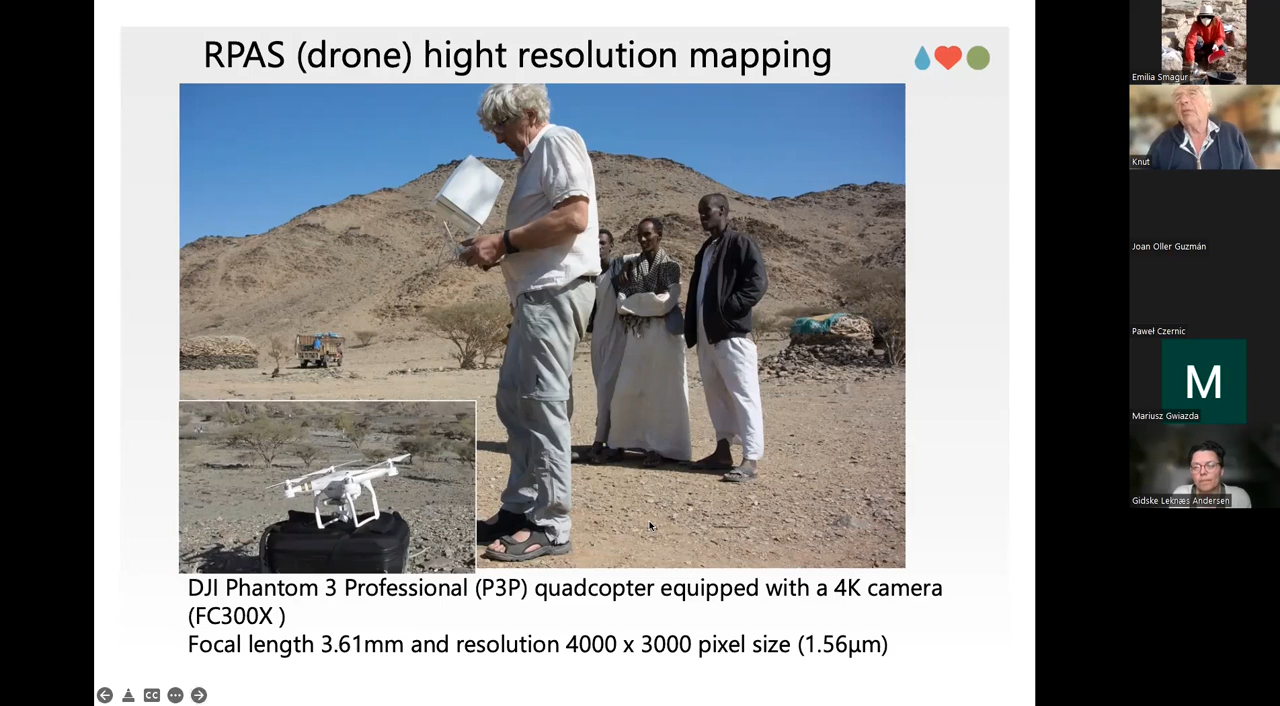 RPAS (drone) hight resolution mapping
DJI Phantom 3 Professional (P3P) quadcopter equipped with a 4K camera
(FC300X )
Focal length 3.61mm and resolution 4000 x 3000 pixel size (1.56µm)
CC
Emilia Smagur
Knut
Joan Oller Guzmán
Paweł Czernic
M
Mariusz Gwiazda
Gidske Leknæs Andersen